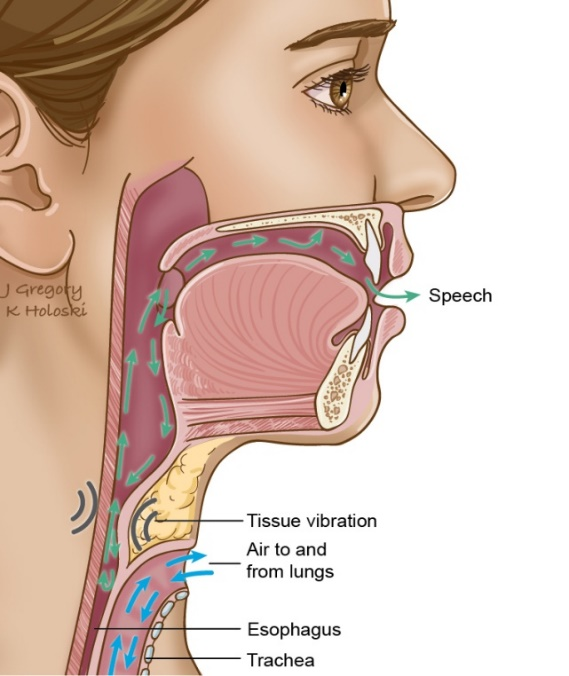 J Gregory
K Holoski
Speech
Tissue vibration
Air to and
from lungs
Esophagus
Trachea